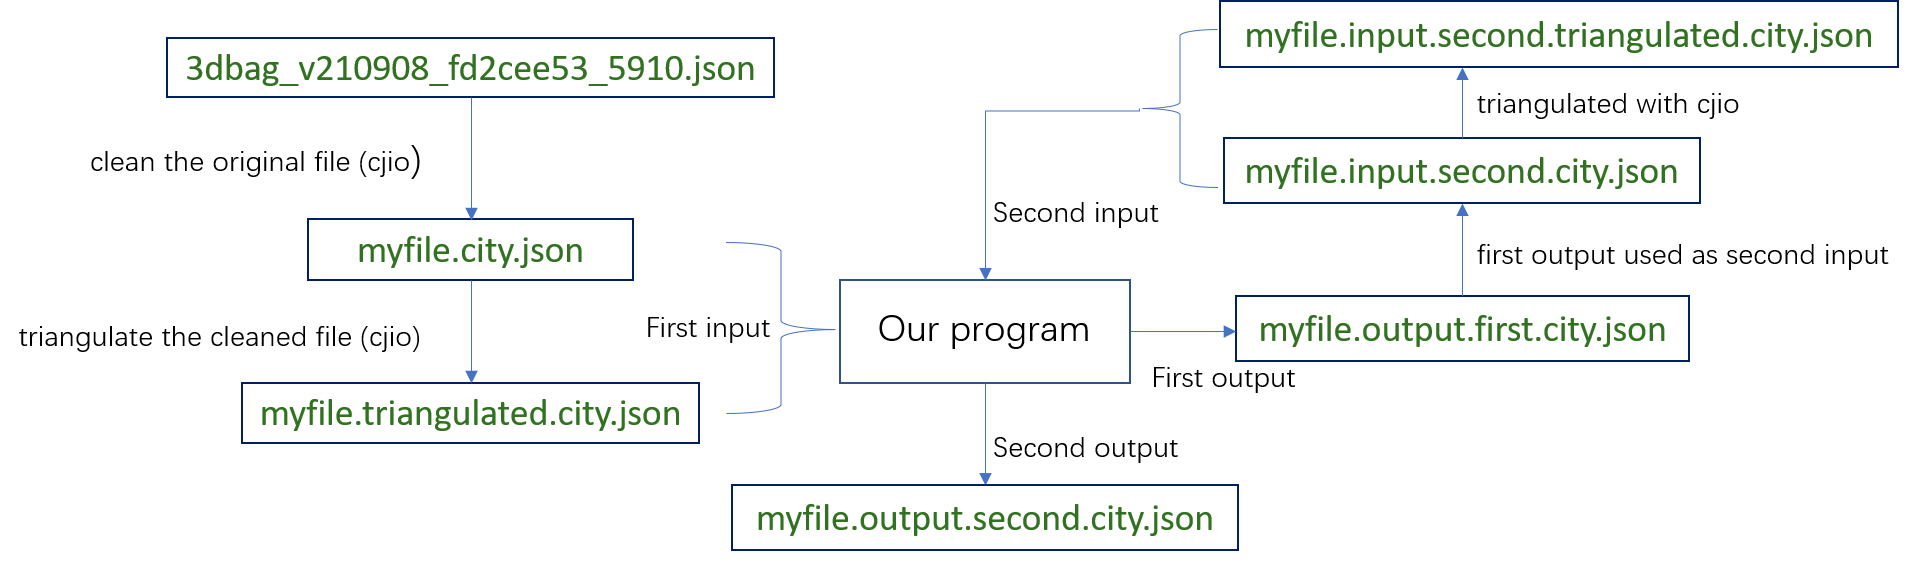 3dbag_v210908_fd2cee53_5910.json
clean the original file (cjio)
myfile.city.json
triangulate the cleaned file (cjio)
myfile.triangulated.city.json
First input
Our program
Second input
myfile.input.second.triangulated.city.json
triangulated with cjio
myfile.input.second.city.json
first output used as second input
myfile.output.first.city.json
First output
Second output
myfile.output.second.city.json